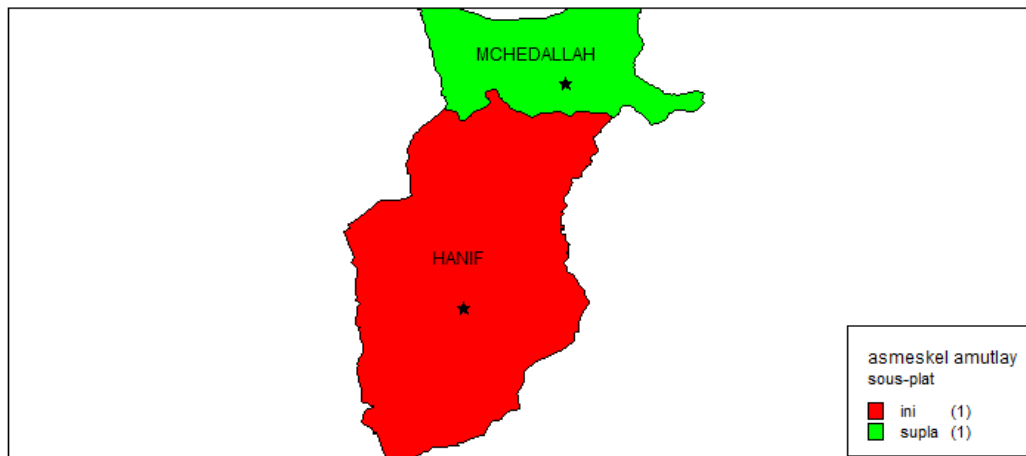 MCHEDALLAH
HANIF
asmeskel amutlay
sous-plat
ini (1)
supla (1)